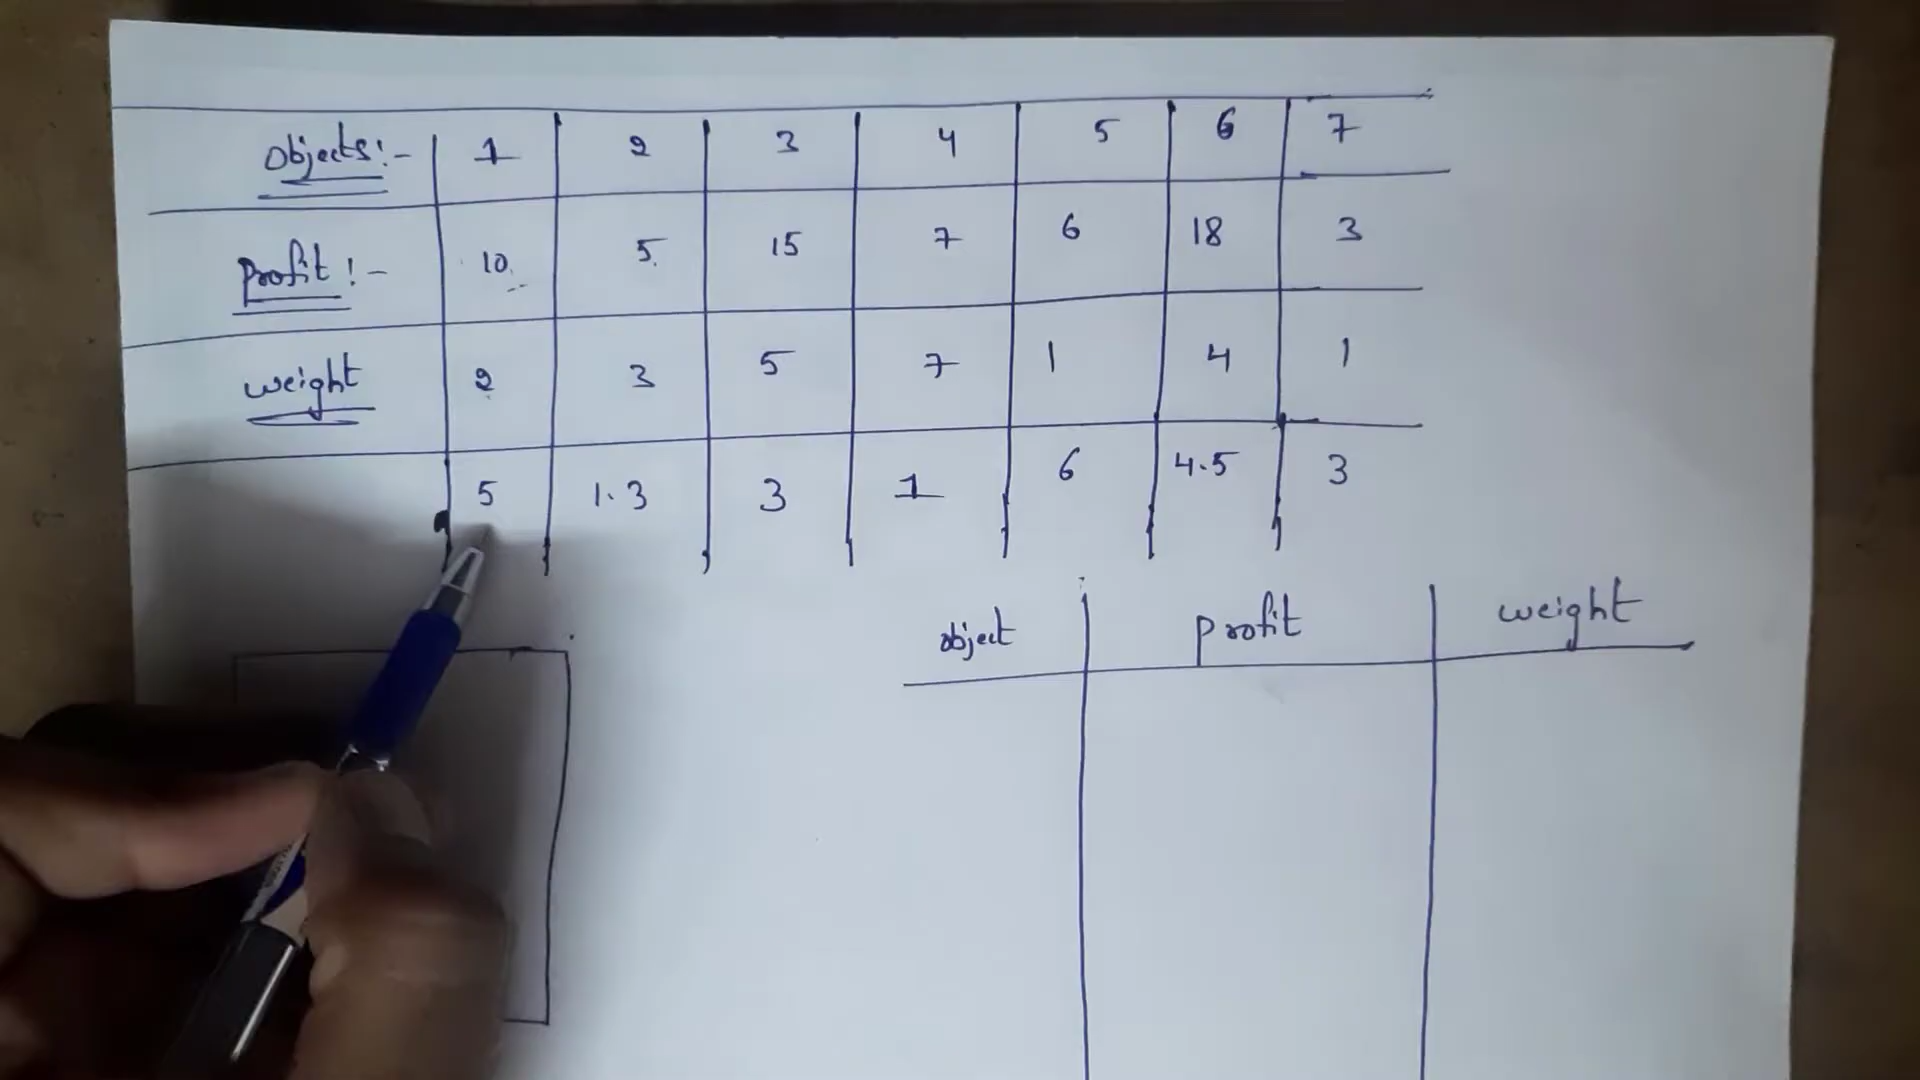 Objects:- 1 2 3 4 5 6 7
Profit:- 10 5 15 7 6 18 3
weight 2 3 5 7 1 4 1
5 1.3 3 1 6 4.5 3
object profit weight